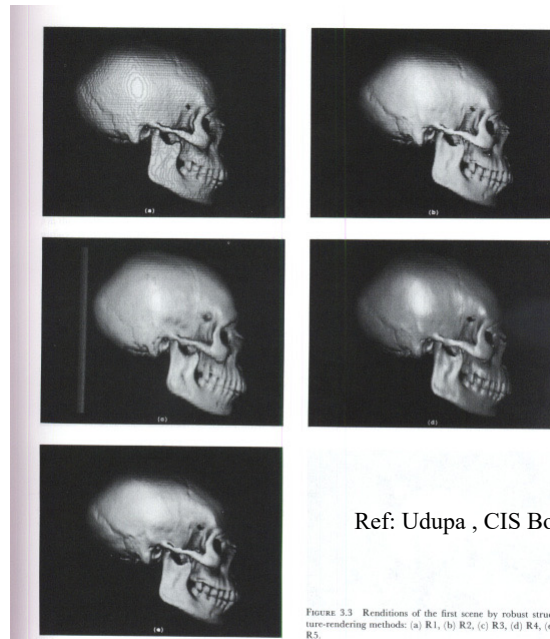 (a)
(b)
(c)
(d)
(e)
Ref: Udupa , CIS Bo
FIGURE 3.3 Renditions of the first scene by robust struc
ture-rendering methods: (a) R1, (b) R2, (c) R3, (d) R4, (e
R5.